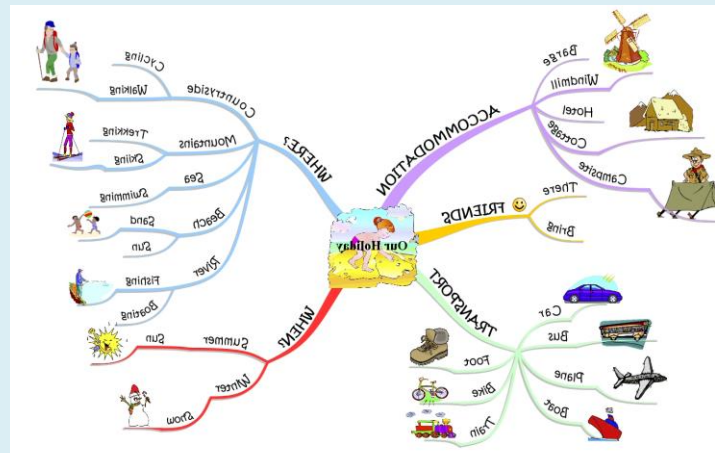 Our Holiday
ACCOMMODATION
Barge
Windmill
Hotel
Cottage
Campsite
FRIENDS
There
Bring
TRANSPORT
Car
Bus
Plane
Boat
Foot
Bike
Train
WHEN?
Summer
Sun
Winter
Snow
WHERE?
Countryside
Cycling
Walking
Mountains
Trekking
Skiing
Sea
Swimming
Beach
Sand
Sun
River
Fishing
Boating